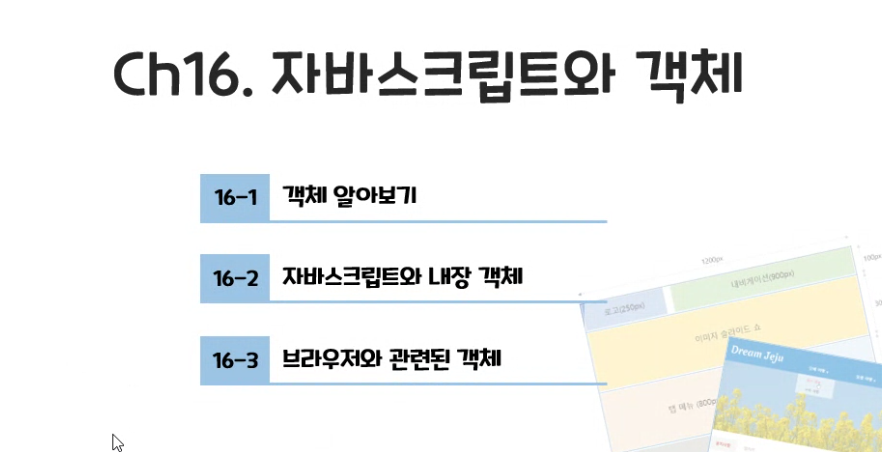 Ch16. 자바스크립트와 객체
16-1 객체 알아보기
16-2 자바스크립트와 내장 객체
16-3 브라우저와 관련된 객체
1200px
100px
로고(250px)
내비게이션(900px)
이미지 슬라이드 쇼
탭 메뉴 (800px
Dream Jeju